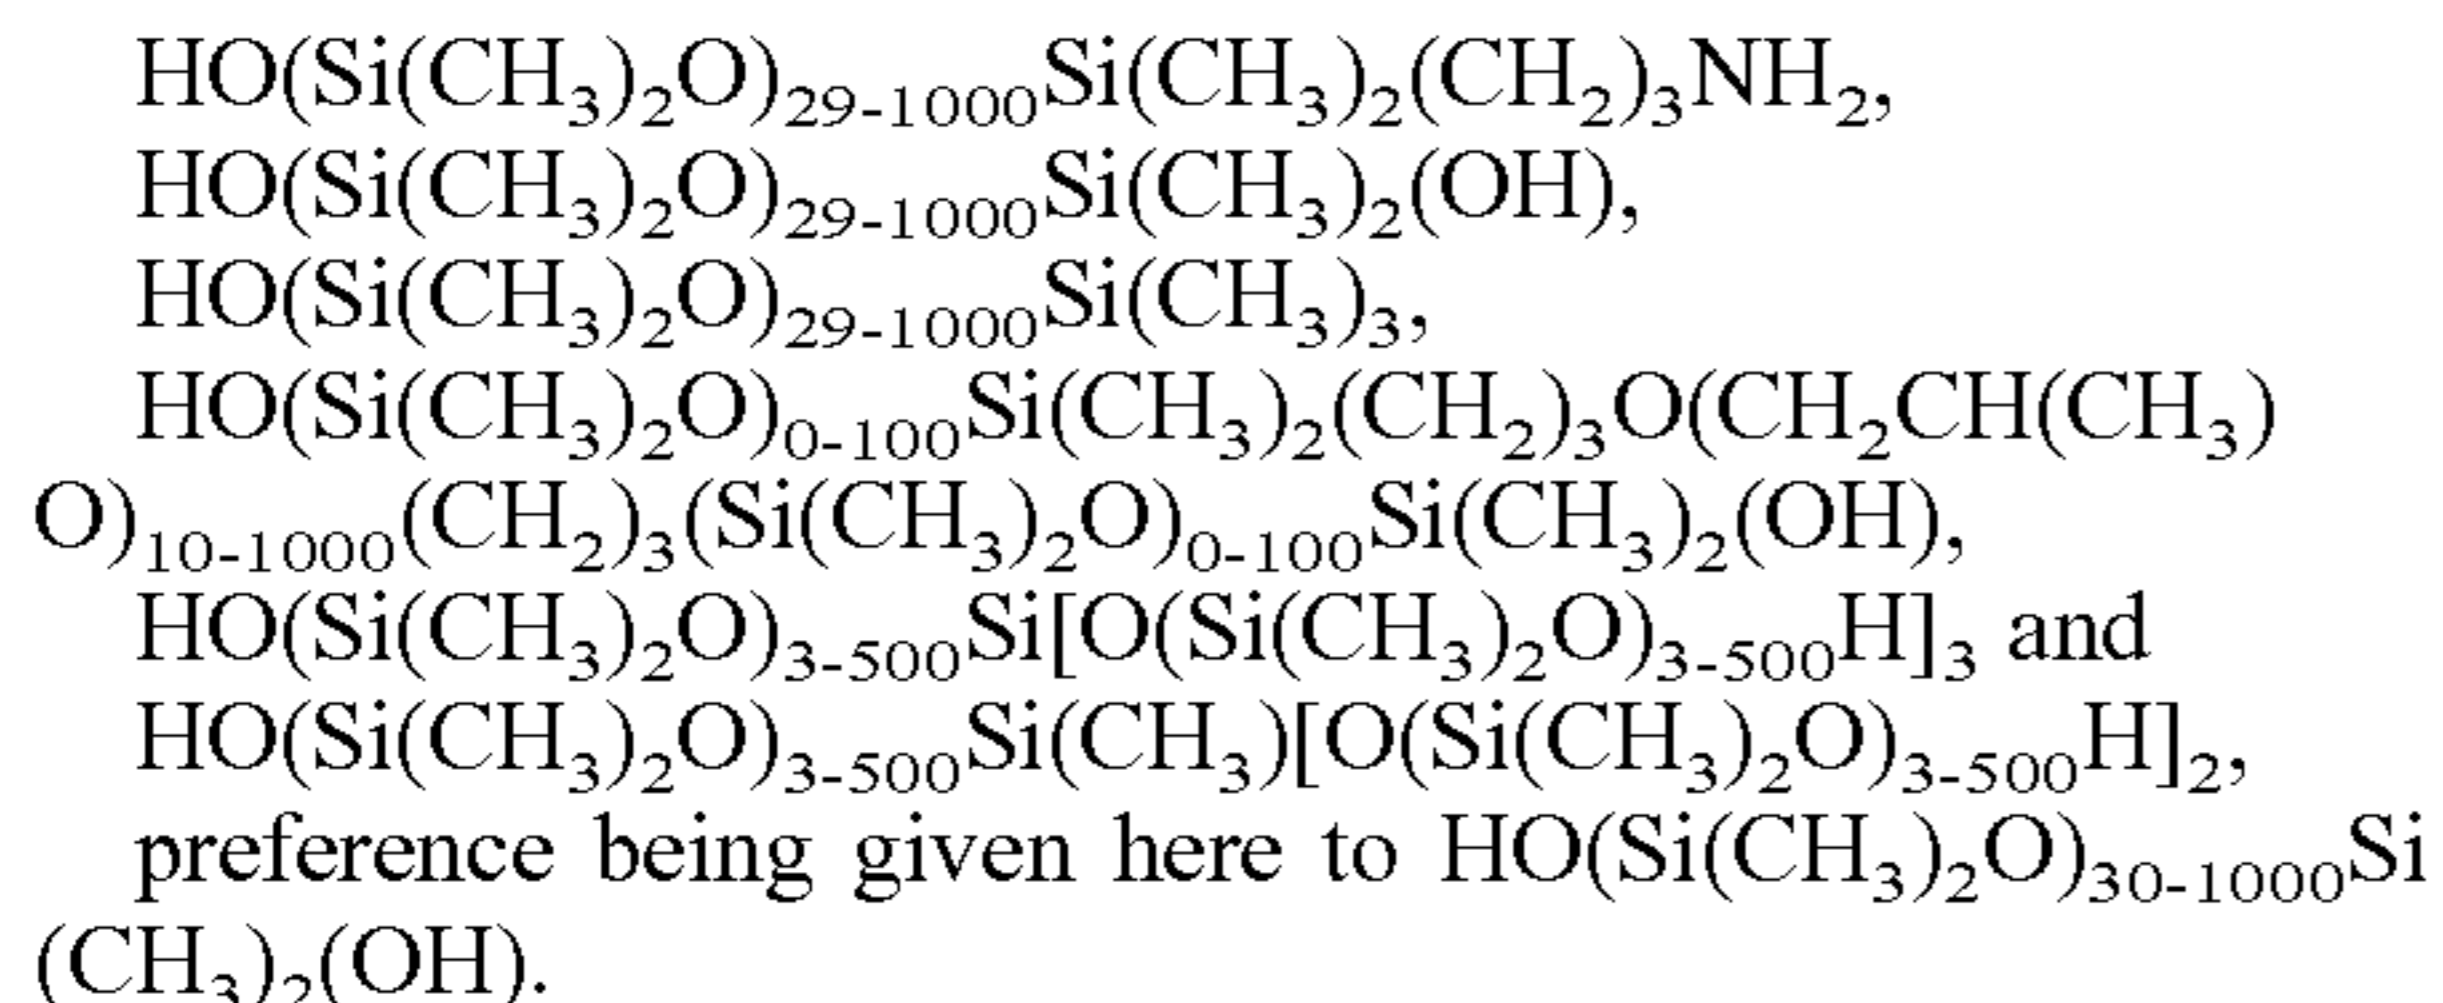 HO(Si(CH₃)₂O)₂₉₋₁₀₀₀Si(CH₃)₂(CH₂)₃NH₂,
HO(Si(CH₃)₂O)₂₉₋₁₀₀₀Si(CH₃)₂(OH),
HO(Si(CH₃)₂O)₂₉₋₁₀₀₀Si(CH₃)₃,
HO(Si(CH₃)₂O)₀₋₁₀₀Si(CH₃)₂(CH₂)₃O(CH₂CH(CH₃)
O)₁₀₋₁₀₀₀(CH₂)₃(Si(CH₃)₂O)₀₋₁₀₀Si(CH₃)₂(OH),
HO(Si(CH₃)₂O)₃₋₅₀₀Si[O(Si(CH₃)₂O)₃₋₅₀₀H]₃ and
HO(Si(CH₃)₂O)₃₋₅₀₀Si(CH₃)[O(Si(CH₃)₂O)₃₋₅₀₀H]₂,
preference being given here to HO(Si(CH₃)₂O)₃₀₋₁₀₀₀Si
(CH₃)₂(OH).